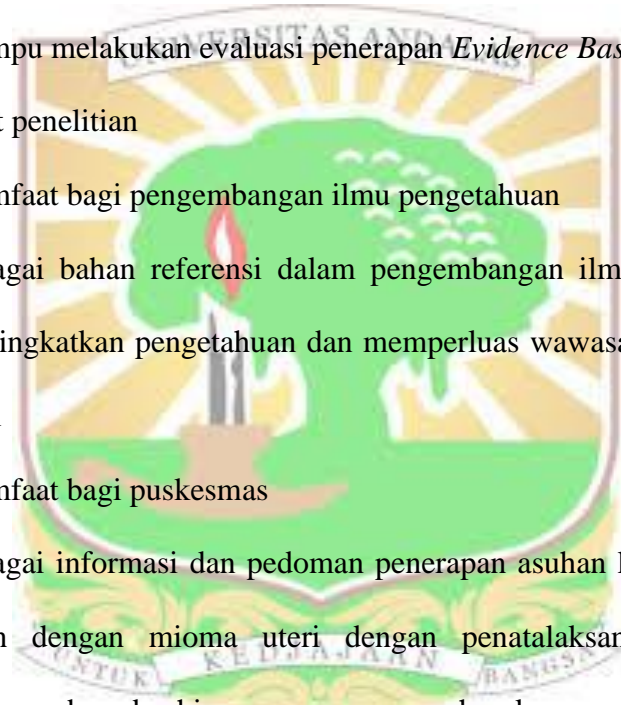 UNIVERSITAS ANDALAS
mpu melakukan evaluasi penerapan Evidence Bas
t penelitian
nfaat bagi pengembangan ilmu pengetahuan
agai bahan referensi dalam pengembangan ilm
ingkatkan pengetahuan dan memperluas wawasa
nfaat bagi puskesmas
agai informasi dan pedoman penerapan asuhan
n dengan mioma uteri dengan penatalaksan
UNTUK KEDJAJAAN BANGSA